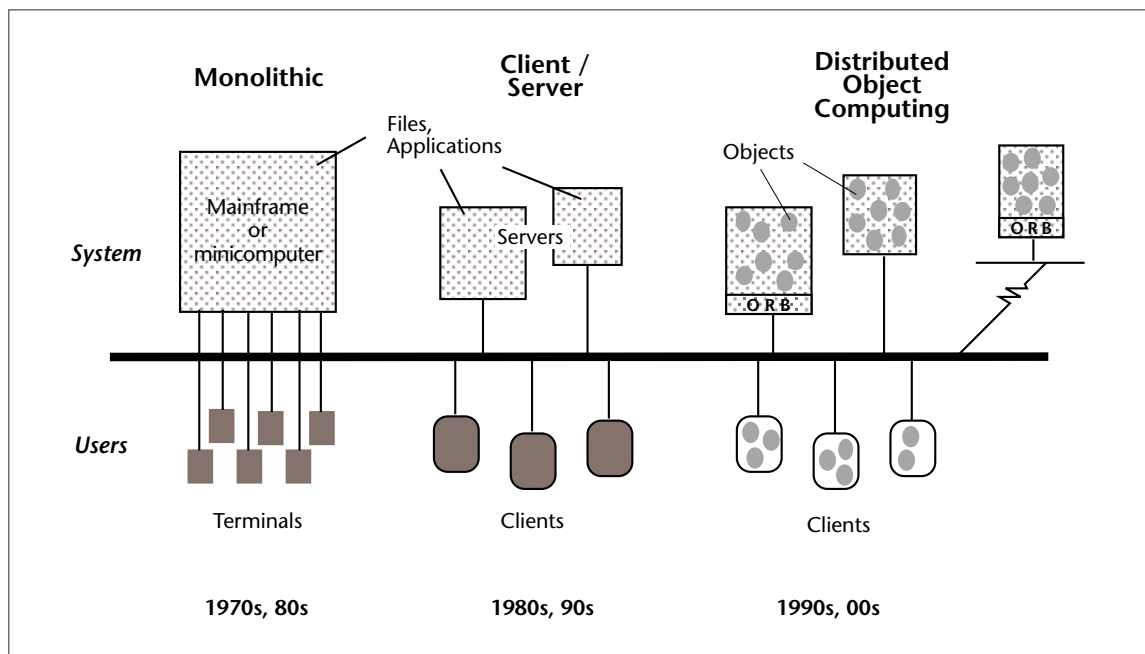 Monolithic
Client /
Server
Distributed
Object
Computing
Files,
Applications
Objects
Mainframe
or
minicomputer
Servers
System
O R B
O R B
Users
Terminals
Clients
Clients
1970s, 80s
1980s, 90s
1990s, 00s